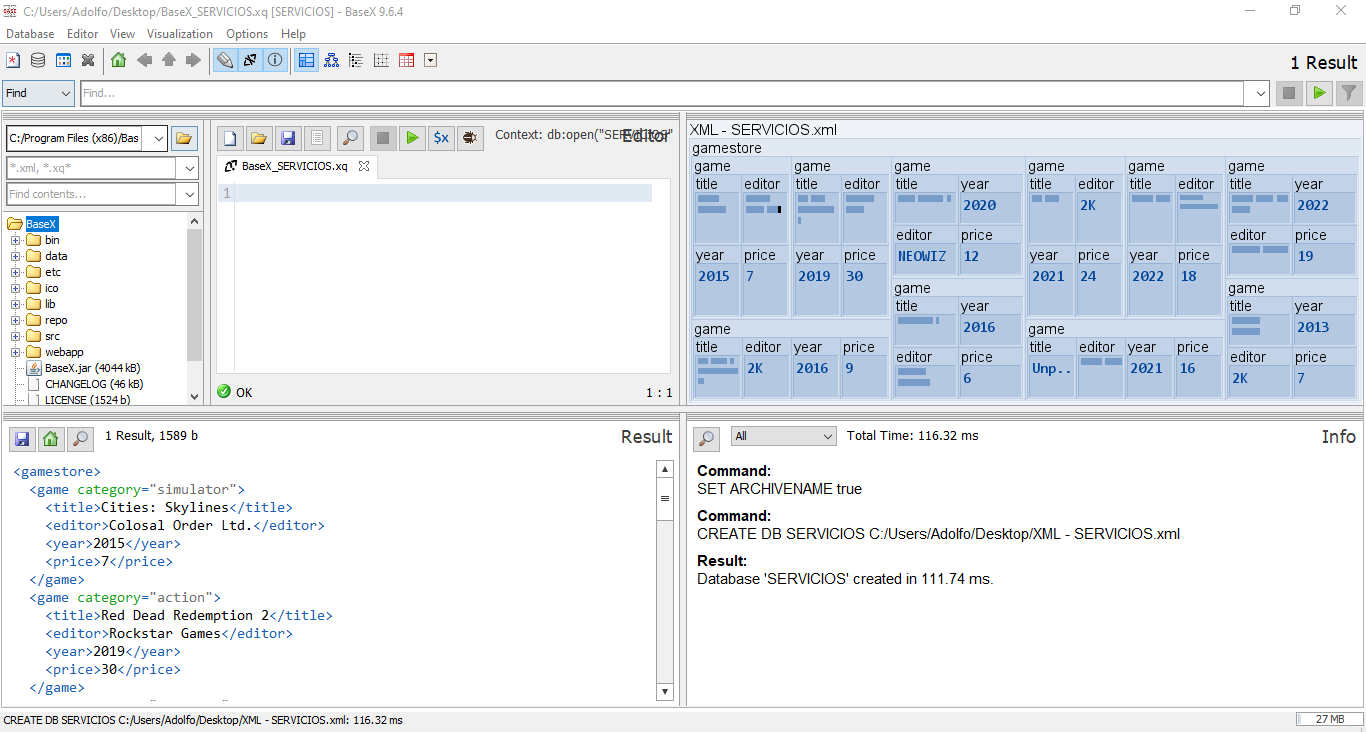 C:/Users/Adolfo/Desktop/BaseX_SERVICIOS.xq [SERVICIOS] - BaseX 9.6.4
Database Editor View Visualization Options Help
1 Result
Find Find...
C:/Program Files (x86)/Bas
*.xml, *.xq*
Find contents...
BaseX
bin
data
etc
ico
lib
repo
src
webapp
BaseX.jar (4044 kB)
CHANGELOG (46 kB)
LICENSE (1524 b)
$x
Context: db:open("SERVICIOS"
Editor
BaseX_SERVICIOS.xq
1
OK
1 : 1
XML - SERVICIOS.xml
gamestore
game
title editor
year price
2015 7
game
title editor
year price
2019 30
game
title editor year price
2K 2016 9
game
title year
2020
editor price
NEOWIZ 12
game
title year
2016
editor price
6
game
title editor
2K
year price
2021 24
game
title editor
year price
2022 18
game
title editor year price
Unp.. 2021 16
game
title year
2022
editor price
19
game
title year
2013
editor price
2K 7
1 Result, 1589 b
Result
<gamestore>
<game category="simulator">
<title>Cities: Skylines</title>
<editor>Colosal Order Ltd.</editor>
<year>2015</year>
<price>7</price>
</game>
<game category="action">
<title>Red Dead Redemption 2</title>
<editor>Rockstar Games</editor>
<year>2019</year>
<price>30</price>
</game>
All
Total Time: 116.32 ms
Info
Command:
SET ARCHIVENAME true
Command:
CREATE DB SERVICIOS C:/Users/Adolfo/Desktop/XML - SERVICIOS.xml
Result:
Database 'SERVICIOS' created in 111.74 ms.
CREATE DB SERVICIOS C:/Users/Adolfo/Desktop/XML - SERVICIOS.xml: 116.32 ms
27 MB